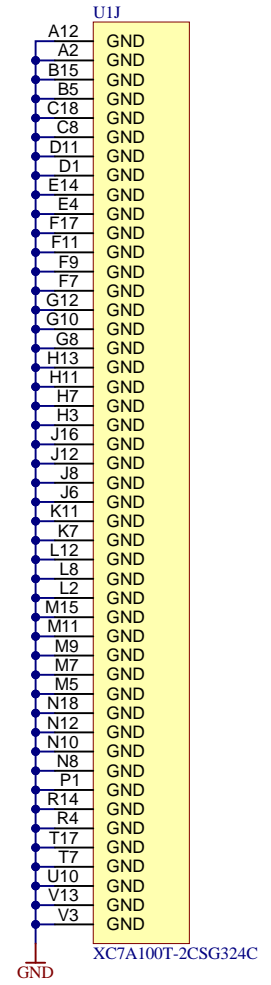 U1J
A12 GND
A2 GND
B15 GND
B5 GND
C18 GND
C8 GND
D11 GND
D1 GND
E14 GND
E4 GND
F17 GND
F11 GND
F9 GND
F7 GND
G12 GND
G10 GND
G8 GND
H13 GND
H11 GND
H7 GND
H3 GND
J16 GND
J12 GND
J8 GND
J6 GND
K11 GND
K7 GND
L12 GND
L8 GND
L2 GND
M15 GND
M11 GND
M9 GND
M7 GND
M5 GND
N18 GND
N12 GND
N10 GND
N8 GND
P1 GND
R14 GND
R4 GND
T17 GND
T7 GND
U10 GND
V13 GND
V3 GND
XC7A100T-2CSG324C
GND